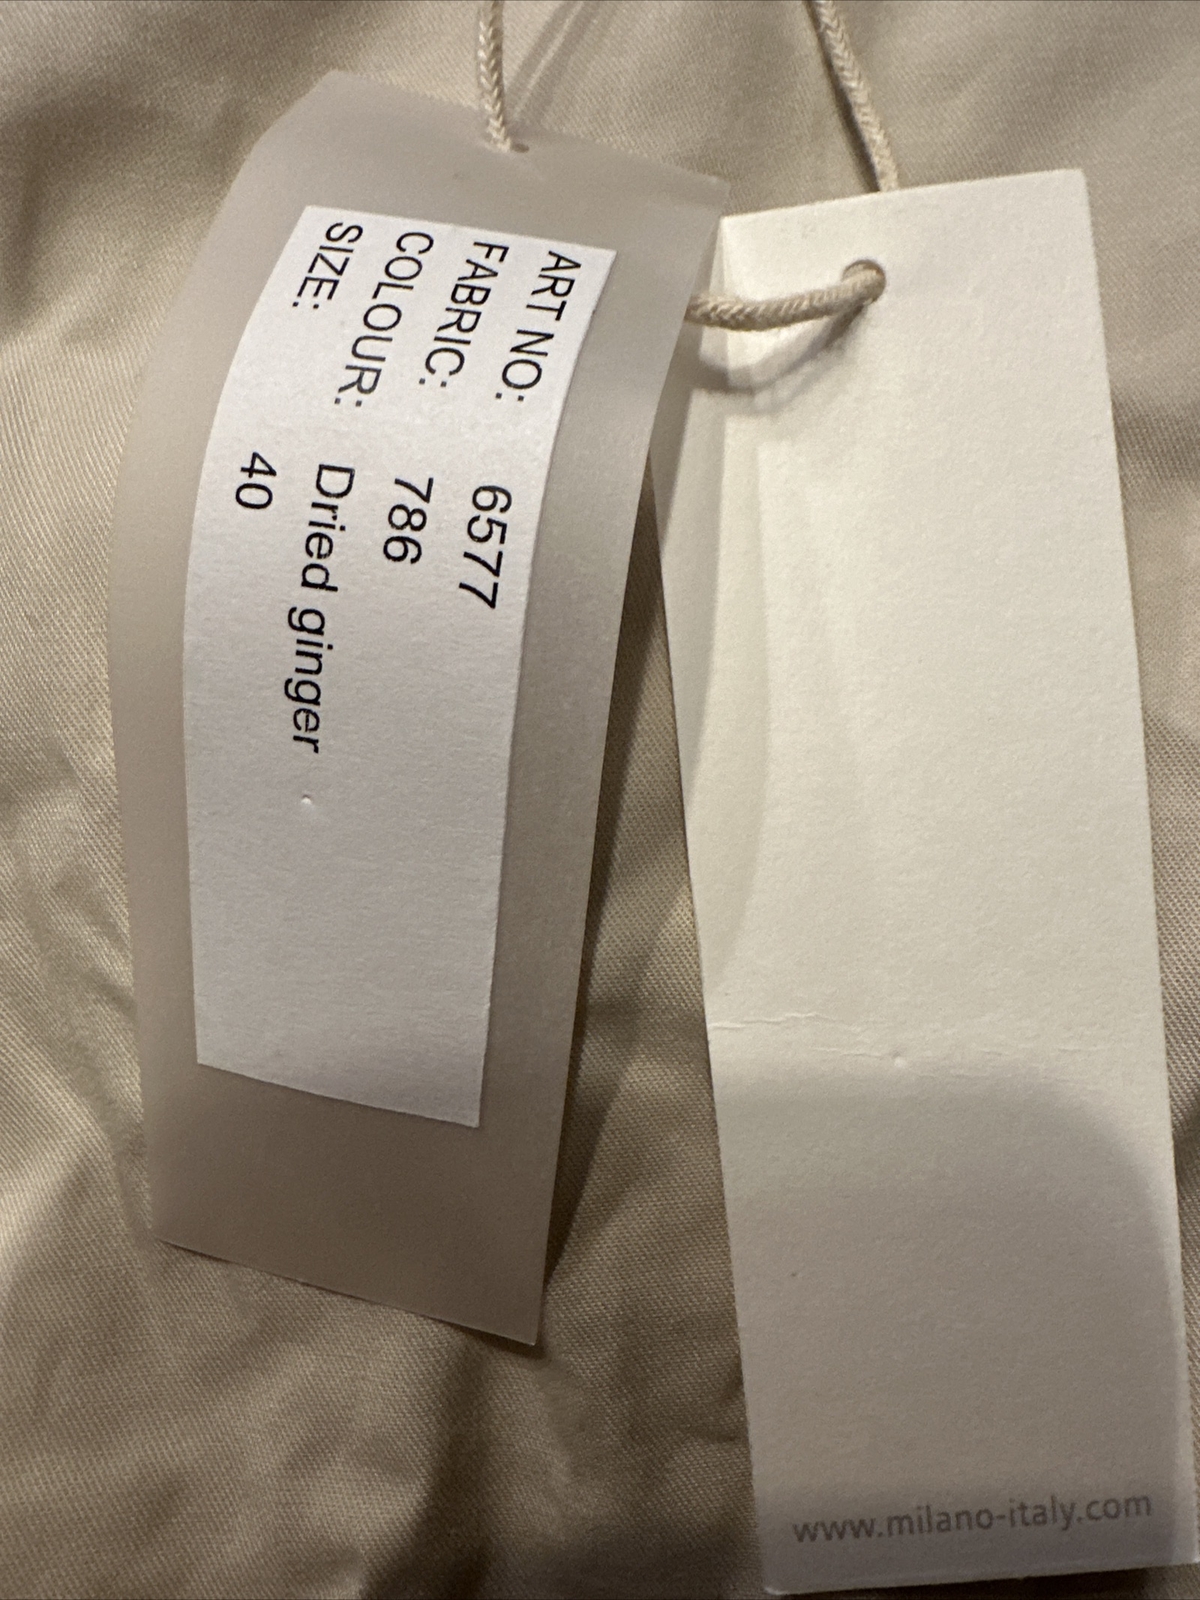 ART NO: 6577
FABRIC: 786
COLOUR: Dried ginger
SIZE: 40
www.milano-italy.com